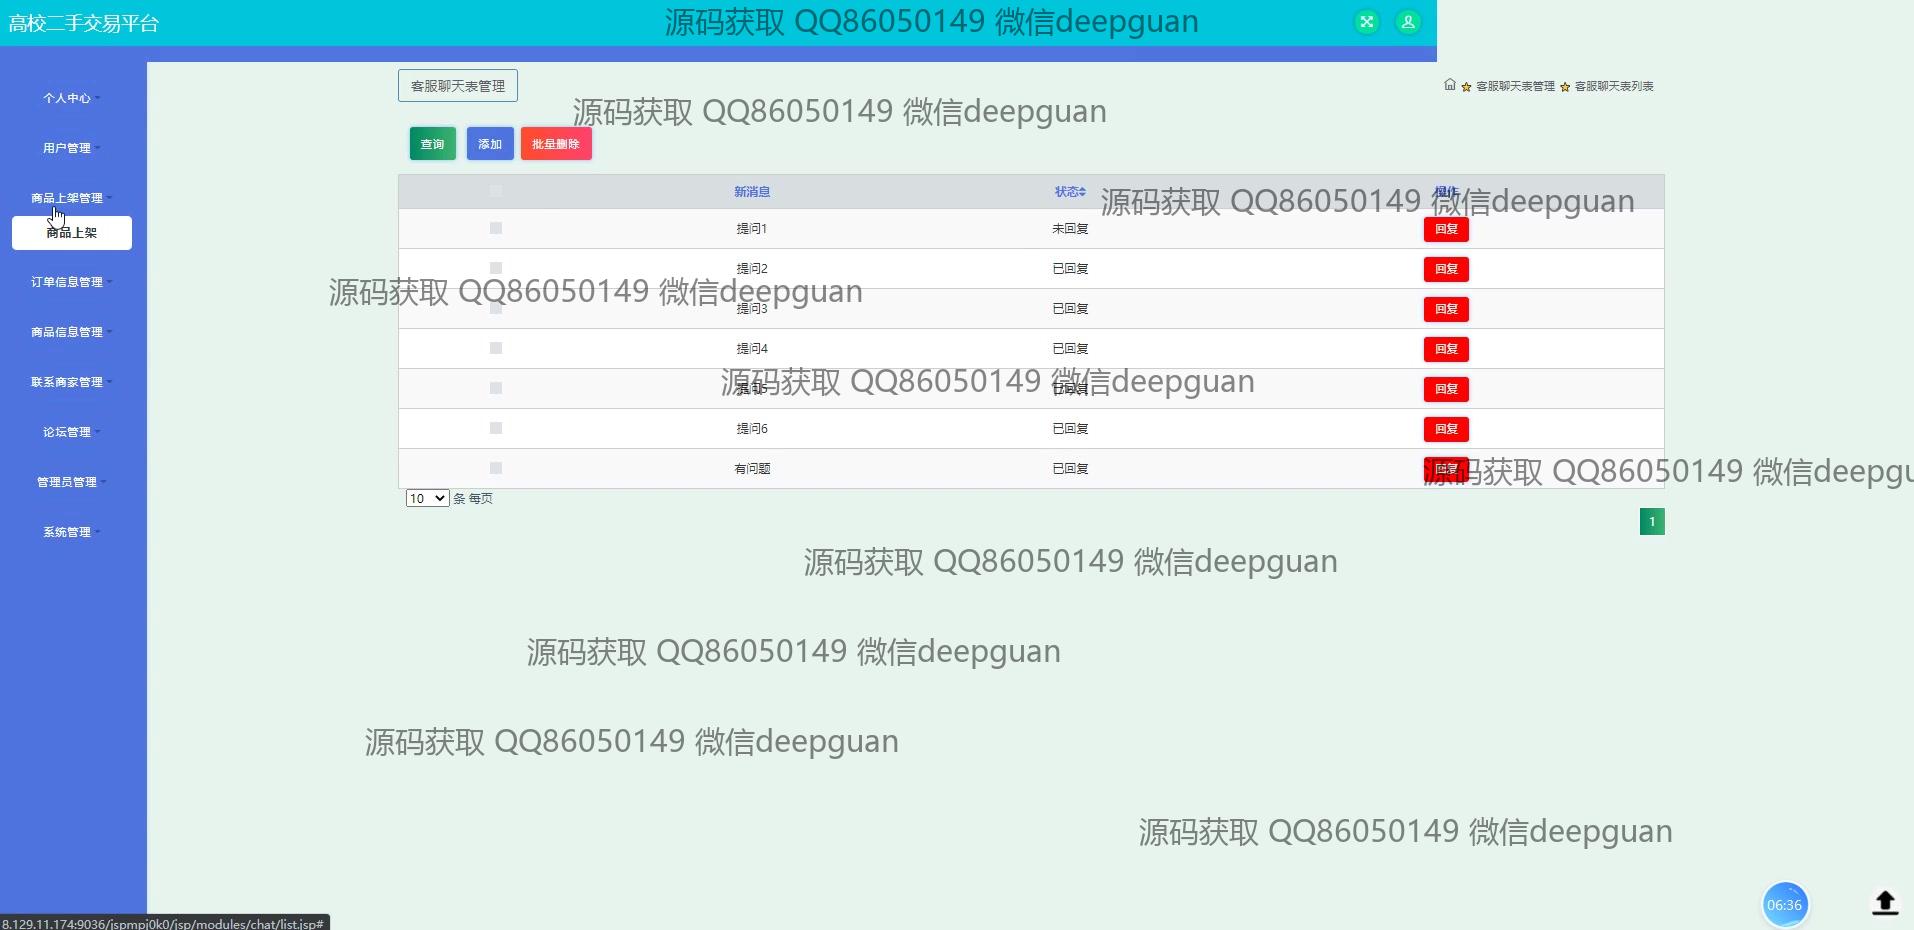 高校二手交易平台
源码获取 QQ86050149 微信deepguan
个人中心
用户管理
商品上架管理
商品上架
订单信息管理
商品信息管理
联系商家管理
论坛管理
管理员管理
系统管理
客服聊天表管理
客服聊天表管理 客服聊天表列表
源码获取 QQ86050149 微信deepguan
查询 添加 批量删除
新消息 状态 操作
源码获取 QQ86050149 微信deepguan
提问1 未回复 回复
提问2 已回复 回复
源码获取 QQ86050149 微信deepguan
提问3 已回复 回复
提问4 已回复 回复
源码获取 QQ86050149 微信deepguan
提问5 已回复 回复
提问6 已回复 回复
有问题 已回复 回复
源码获取 QQ86050149 微信deepgu
10 条 每页
1
源码获取 QQ86050149 微信deepguan
源码获取 QQ86050149 微信deepguan
源码获取 QQ86050149 微信deepguan
源码获取 QQ86050149 微信deepguan
06:36
8.129.11.174:9036/jspmpj0k0/jsp/modules/chat/list.jsp#